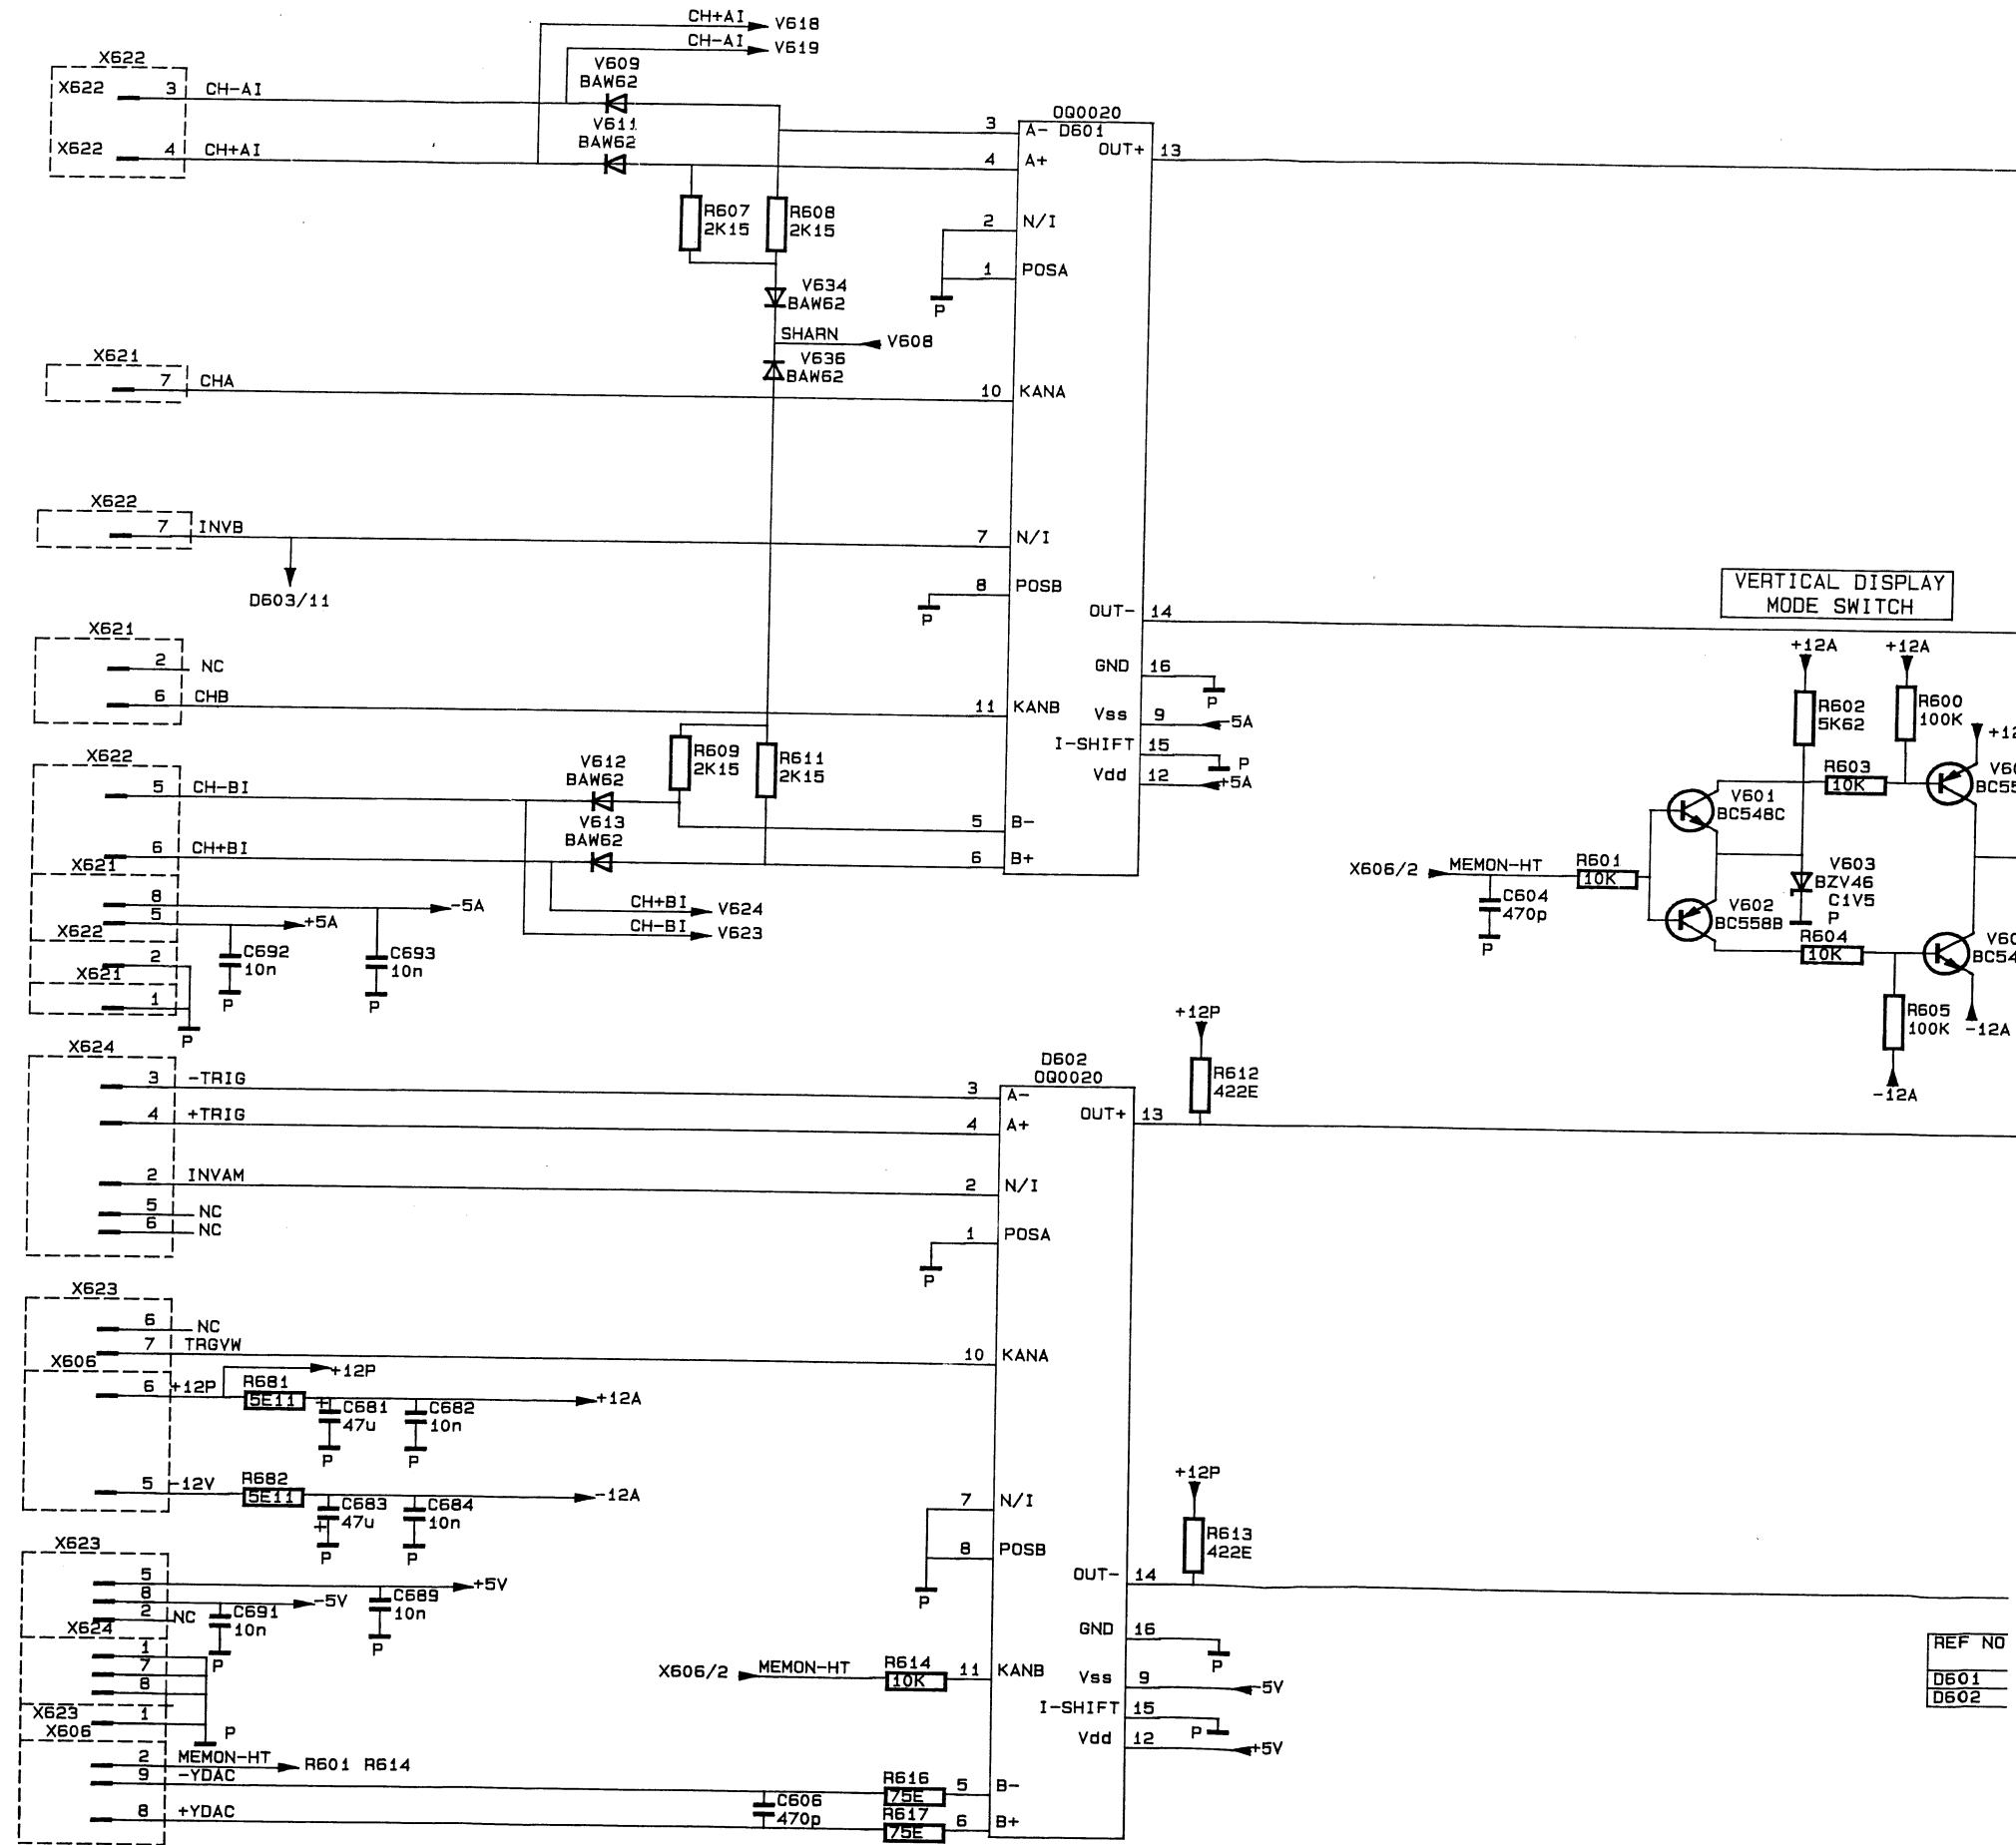 CH+AI V618
CH-AI V619
X622
X622 3 CH-AI
V609
BAW62
X622 4 CH+AI
V611
BAW62
OQ0020
D601
3 A-
4 A+
OUT+ 13
R607
2K15
R608
2K15
2 N/I
1 POSA
P
V634
BAW62
SHARN V608
V636
BAW62
X621
7 CHA
10 KANA
X622
7 INVB
D603/11
7 N/I
8 POSB
P
OUT- 14
VERTICAL DISPLAY
MODE SWITCH
X621
2 NC
6 CHB
11 KANB
GND 16
P
Vss 9 -5A
I-SHIFT 15
P
Vdd 12 +5A
R609
2K15
R611
2K15
X622
5 CH-BI
V612
BAW62
V613
BAW62
5 B-
6 CH+BI
6 B+
X621
8 -5A
5 +5A
CH+BI V624
CH-BI V623
X622
2
C692
10n
P
C693
10n
P
X621
1
P
+12A
+12A
R602
5K62
R600
100K
R603
10K
V601
BC548C
X606/2 MEMON-HT
R601
10K
C604
470p
P
V603
BZV46
C1V5
P
V602
BC558B
R604
10K
R605
100K
-12A
-12A
X624
3 -TRIG
4 +TRIG
2 INVAM
5 NC
6 NC
D602
OQ0020
3 A-
4 A+
2 N/I
1 POSA
P
+12P
R612
422E
OUT+ 13
X623
6 NC
7 TRGVW
10 KANA
X606
6 +12P
+12P
R681
5E11
+12A
+
C681
47u
P
C682
10n
P
5 -12V
R682
5E11
-12A
+
C683
47u
P
C684
10n
P
7 N/I
8 POSB
P
+12P
R613
422E
OUT- 14
X623
5 +5V
8 -5V
2 NC
C691
10n
P
C689
10n
P
X624
1
7
8
X623
1
P
X606
2 MEMON-HT R601 R614
9 -YDAC
8 +YDAC
X606/2 MEMON-HT
R614
10K
11 KANB
GND 16
P
Vss 9 -5V
I-SHIFT 15
P
Vdd 12 +5V
C606
470p
R616
75E
5 B-
R617
75E
6 B+
REF NO
D601
D602